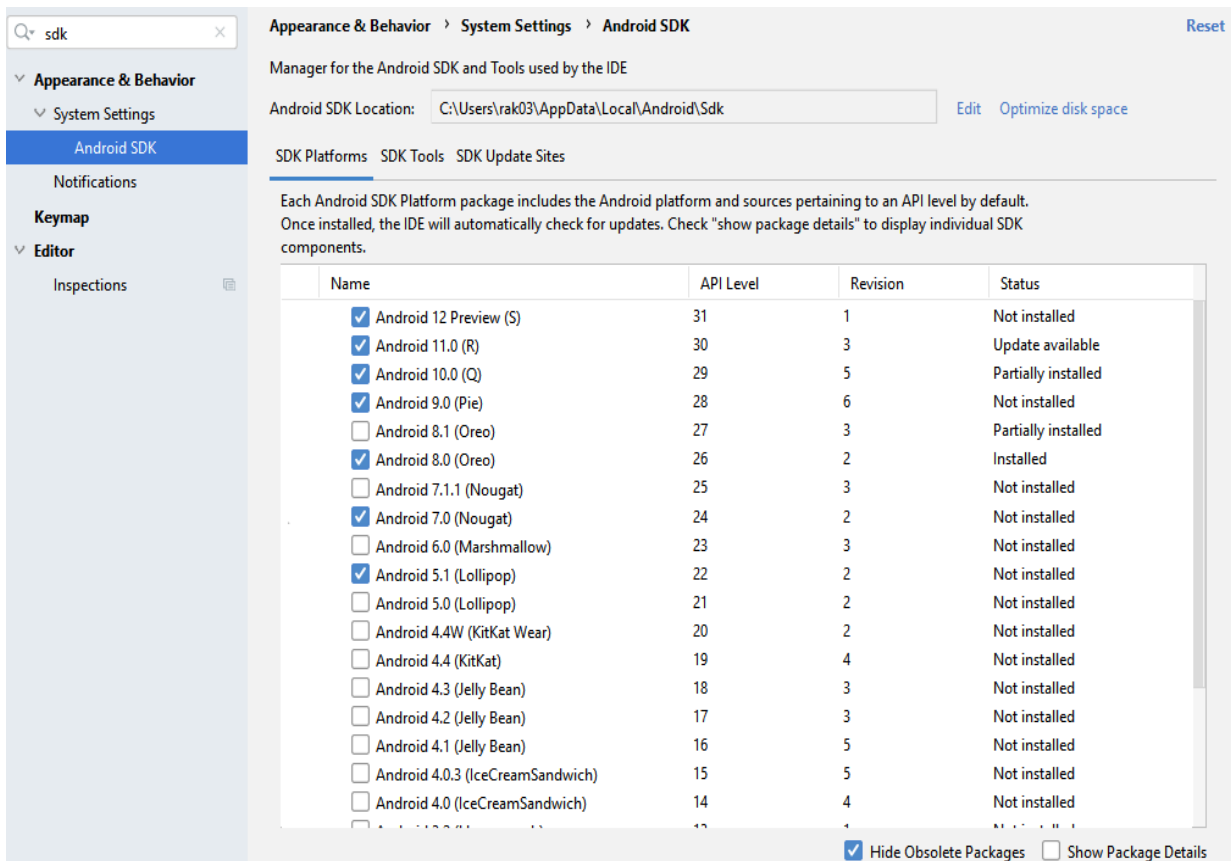 sdk
Appearance & Behavior
System Settings
Android SDK
Notifications
Keymap
Editor
Inspections
Appearance & Behavior › System Settings › Android SDK
Reset
Manager for the Android SDK and Tools used by the IDE
Android SDK Location: C:\Users\rak03\AppData\Local\Android\Sdk Edit Optimize disk space
SDK Platforms SDK Tools SDK Update Sites
Each Android SDK Platform package includes the Android platform and sources pertaining to an API level by default.
Once installed, the IDE will automatically check for updates. Check "show package details" to display individual SDK
components.
Name API Level Revision Status
Android 12 Preview (S) 31 1 Not installed
Android 11.0 (R) 30 3 Update available
Android 10.0 (Q) 29 5 Partially installed
Android 9.0 (Pie) 28 6 Not installed
Android 8.1 (Oreo) 27 3 Partially installed
Android 8.0 (Oreo) 26 2 Installed
Android 7.1.1 (Nougat) 25 3 Not installed
Android 7.0 (Nougat) 24 2 Not installed
Android 6.0 (Marshmallow) 23 3 Not installed
Android 5.1 (Lollipop) 22 2 Not installed
Android 5.0 (Lollipop) 21 2 Not installed
Android 4.4W (KitKat Wear) 20 2 Not installed
Android 4.4 (KitKat) 19 4 Not installed
Android 4.3 (Jelly Bean) 18 3 Not installed
Android 4.2 (Jelly Bean) 17 3 Not installed
Android 4.1 (Jelly Bean) 16 5 Not installed
Android 4.0.3 (IceCreamSandwich) 15 5 Not installed
Android 4.0 (IceCreamSandwich) 14 4 Not installed
Hide Obsolete Packages Show Package Details